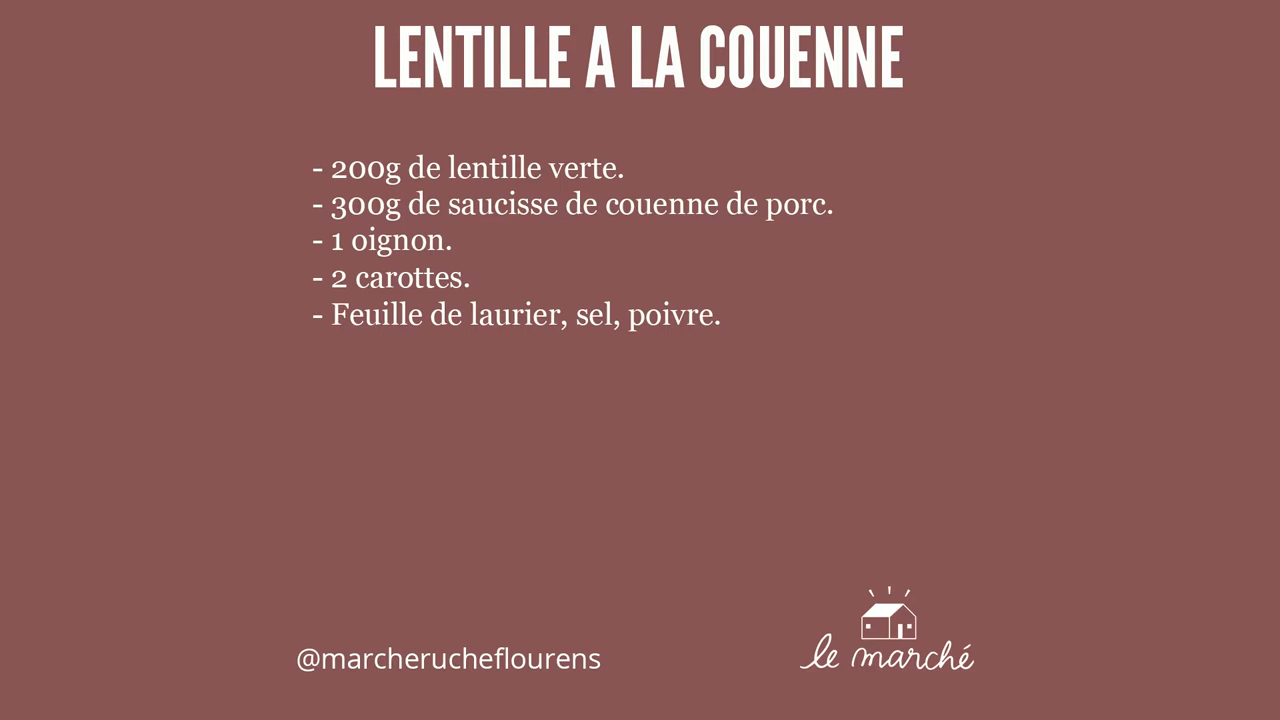 LENTILLE A LA COUENNE
- 200g de lentille verte.
- 300g de saucisse de couenne de porc.
- 1 oignon.
- 2 carottes.
- Feuille de laurier, sel, poivre.
@marcherucheflourens
le marché